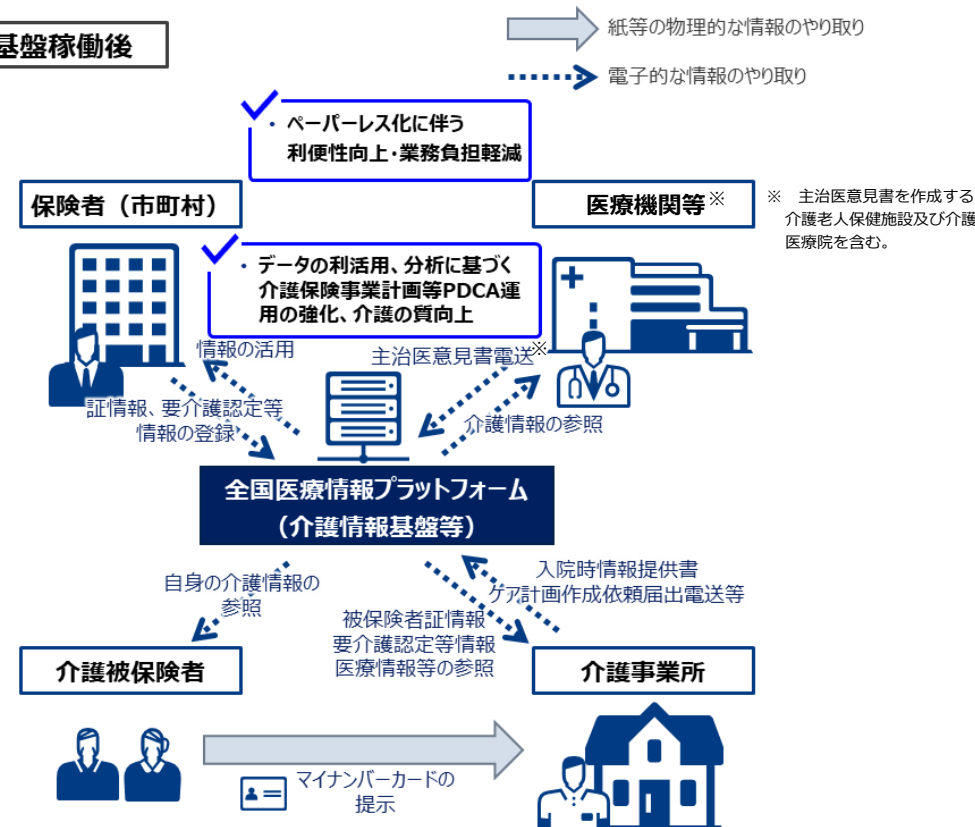 基盤稼働後
紙等の物理的な情報のやり取り
電子的な情報のやり取り
・ ペーパーレス化に伴う
利便性向上・業務負担軽減
保険者（市町村）
医療機関等※
※　主治医意見書を作成する
介護老人保健施設及び介護
医療院を含む。
・ データの利活用、分析に基づく
介護保険事業計画等PDCA運
用の強化、介護の質向上
情報の活用
主治医意見書電送※
証情報、要介護認定等
情報の登録
介護情報の参照
全国医療情報プラットフォーム
（介護情報基盤等）
自身の介護情報の
参照
入院時情報提供書
ケア計画作成依頼届出電送等
被保険者証情報
要介護認定等情報
医療情報等の参照
介護被保険者
介護事業所
マイナンバーカードの
提示